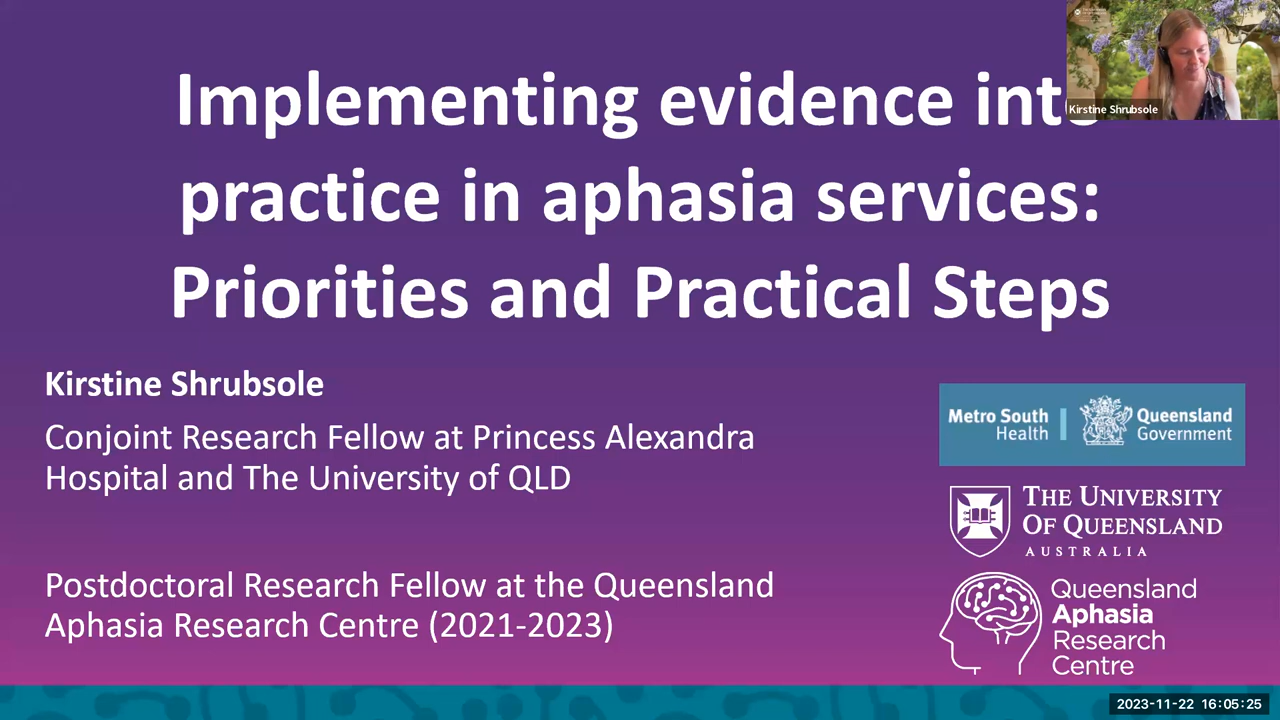 Implementing evidence into
practice in aphasia services:
Priorities and Practical Steps
Kirstine Shrubsole
Kirstine Shrubsole
Conjoint Research Fellow at Princess Alexandra
Hospital and The University of QLD
Postdoctoral Research Fellow at the Queensland
Aphasia Research Centre (2021-2023)
Metro South
Health
Queensland
Government
THE UNIVERSITY
OF QUEENSLAND
AUSTRALIA
Queensland
Aphasia
Research
Centre
2023-11-22 16:05:25